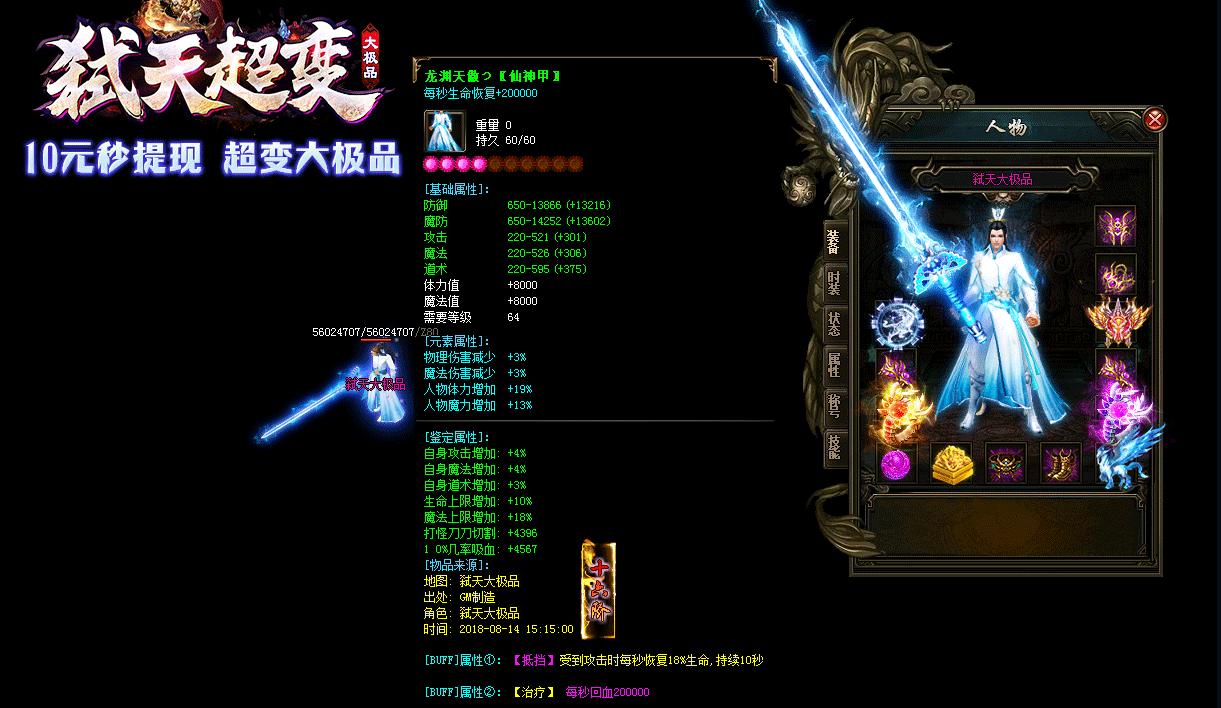 弑天超变
大极品
10元秒提现 超变大极品
龙渊天傲つ【仙神甲】
每秒生命恢复+200000
重量 0
持久 60/60
[基础属性]:
防御 650-13866 (+13216)
魔防 650-14252 (+13602)
攻击 220-521 (+301)
魔法 220-526 (+306)
道术 220-595 (+375)
体力值 +8000
魔法值 +8000
需要等级 64
[元素属性]:
物理伤害减少 +3%
魔法伤害减少 +3%
人物体力增加 +19%
人物魔力增加 +13%
[鉴定属性]:
自身攻击增加: +4%
自身魔法增加: +4%
自身道术增加: +3%
生命上限增加: +10%
魔法上限增加: +18%
打怪刀刀切割: +4396
1 0%几率吸血: +4567
[物品来源]:
地图: 弑天大极品
出处: GM制造
角色: 弑天大极品
时间: 2018-08-14 15:15:00
十六阶
[BUFF]属性①: 【抵挡】受到攻击时每秒恢复18%生命,持续10秒
[BUFF]属性②: 【治疗】 每秒回血200000
56024707/56024707/Z80
弑天大极品
人物
弑天大极品
装备
时装
状态
属性
称号
技能